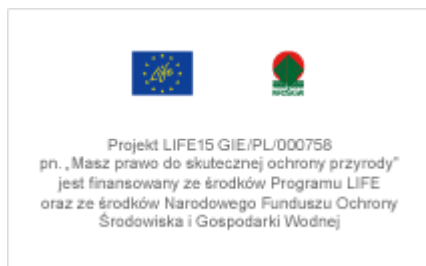 Life
Projekt LIFE15 GIE/PL/000758
pn. „Masz prawo do skutecznej ochrony przyrody"
jest finansowany ze środków Programu LIFE
oraz ze środków Narodowego Funduszu Ochrony
Środowiska i Gospodarki Wodnej